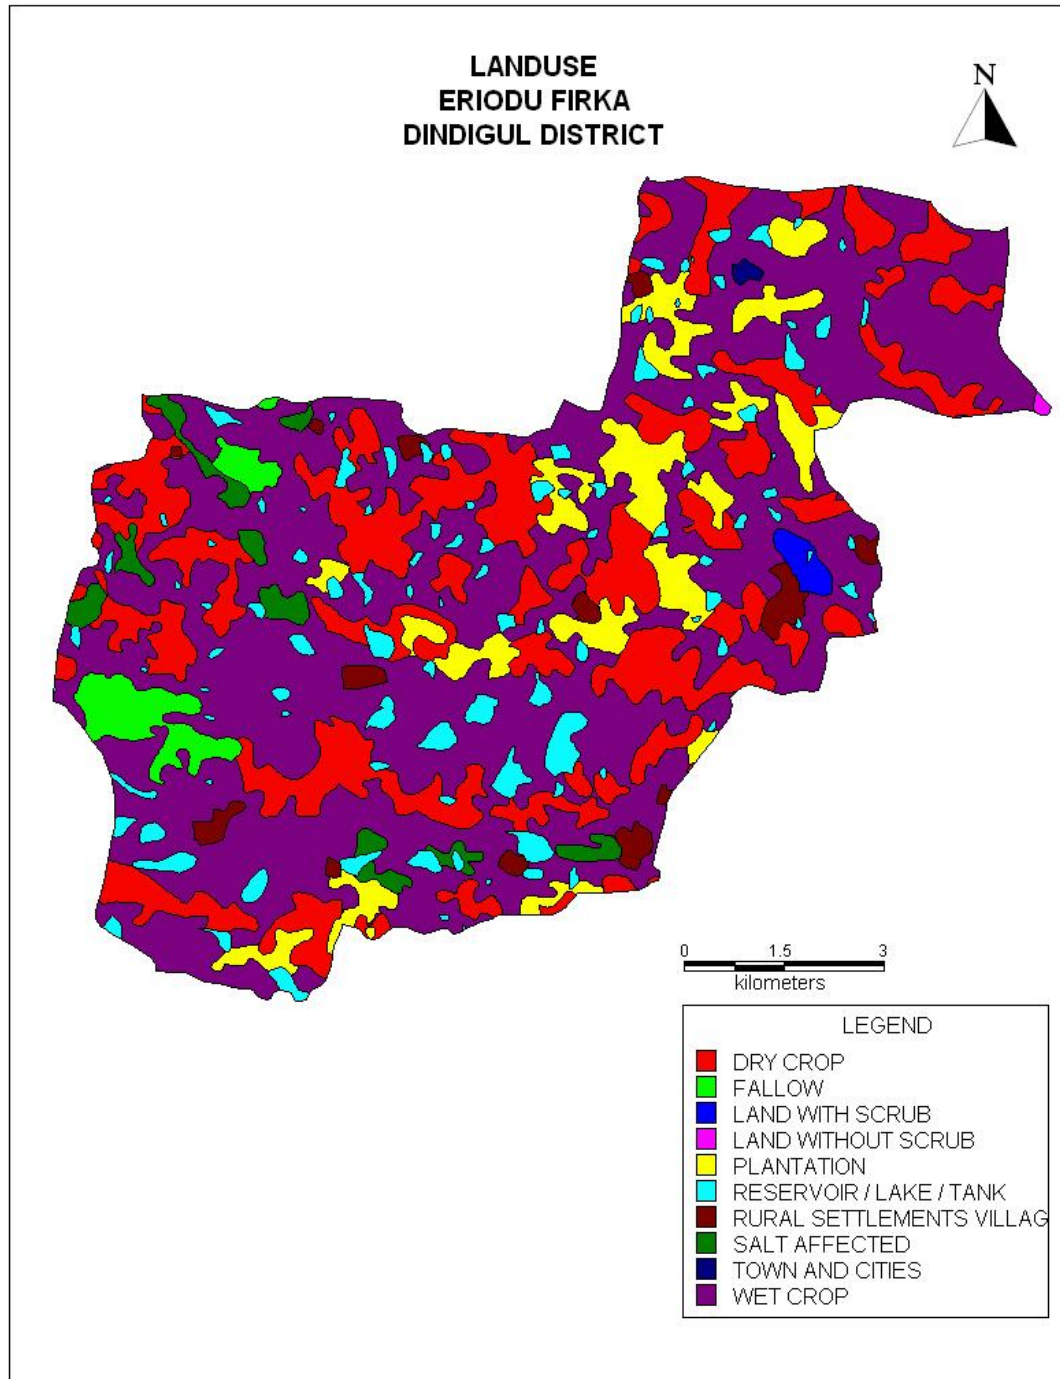 LANDUSE
ERIODU FIRKA
DINDIGUL DISTRICT
N
0 1.5 3
kilometers
LEGEND
DRY CROP
FALLOW
LAND WITH SCRUB
LAND WITHOUT SCRUB
PLANTATION
RESERVOIR / LAKE / TANK
RURAL SETTLEMENTS VILLAG
SALT AFFECTED
TOWN AND CITIES
WET CROP